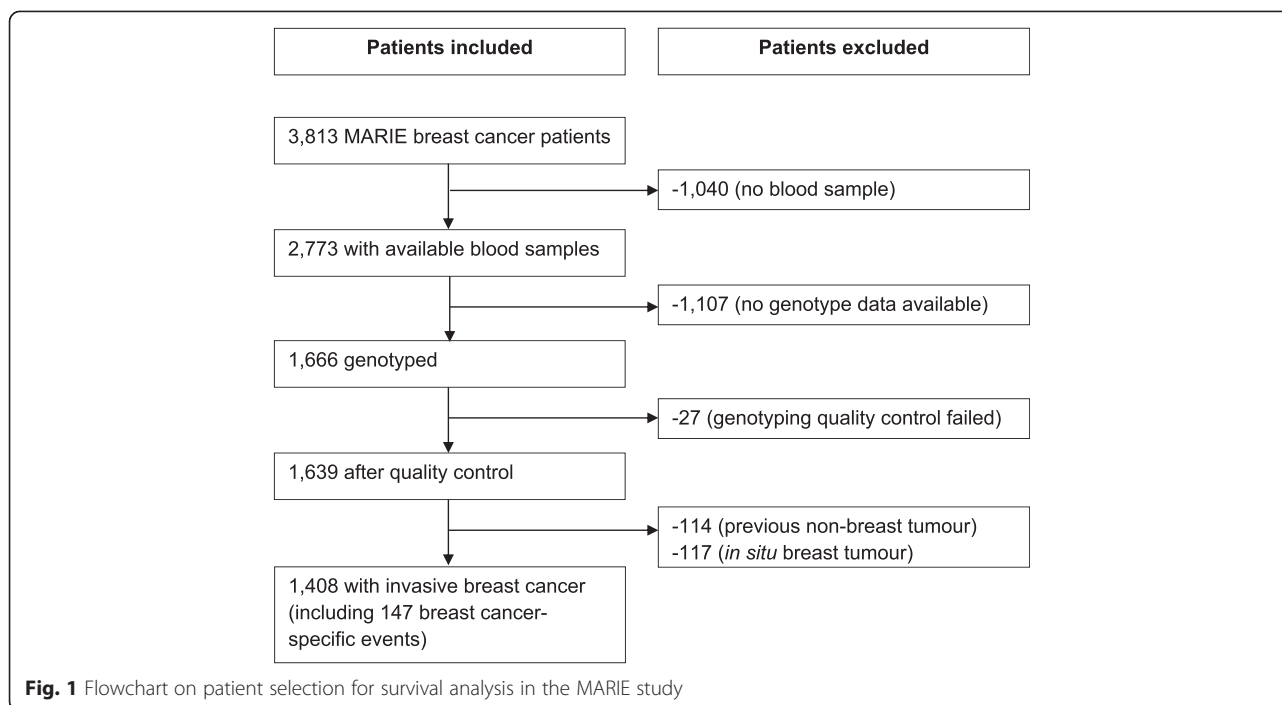 Patients included
Patients excluded
3,813 MARIE breast cancer patients
-1,040 (no blood sample)
2,773 with available blood samples
-1,107 (no genotype data available)
1,666 genotyped
-27 (genotyping quality control failed)
1,639 after quality control
-114 (previous non-breast tumour)
-117 (in situ breast tumour)
1,408 with invasive breast cancer
(including 147 breast cancer-
specific events)
Fig. 1 Flowchart on patient selection for survival analysis in the MARIE study